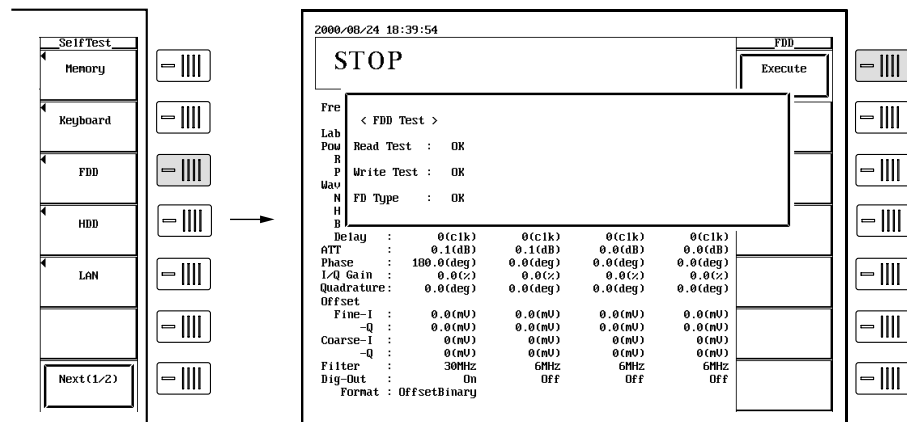 SelfTest
Memory
Keyboard
FDD
HDD
LAN
Next(1/2)
2000/08/24 18:39:54
STOP
FDD
Execute
Fre
Lab
Pow
R
P
Wav
N
H
B
< FDD Test >
Read Test : OK
Write Test : OK
FD Type : OK
Delay : 0(clk) 0(clk) 0(clk) 0(clk)
ATT : 0.1(dB) 0.1(dB) 0.0(dB) 0.0(dB)
Phase : 180.0(deg) 0.0(deg) 0.0(deg) 0.0(deg)
I/Q Gain : 0.0(%) 0.0(%) 0.0(%) 0.0(%)
Quadrature: 0.0(deg) 0.0(deg) 0.0(deg) 0.0(deg)
Offset
Fine-I : 0.0(mV) 0.0(mV) 0.0(mV) 0.0(mV)
-Q : 0.0(mV) 0.0(mV) 0.0(mV) 0.0(mV)
Coarse-I : 0(mV) 0(mV) 0(mV) 0(mV)
-Q : 0(mV) 0(mV) 0(mV) 0(mV)
Filter : 30MHz 6MHz 6MHz 6MHz
Dig-Out : On Off Off Off
Format : OffsetBinary